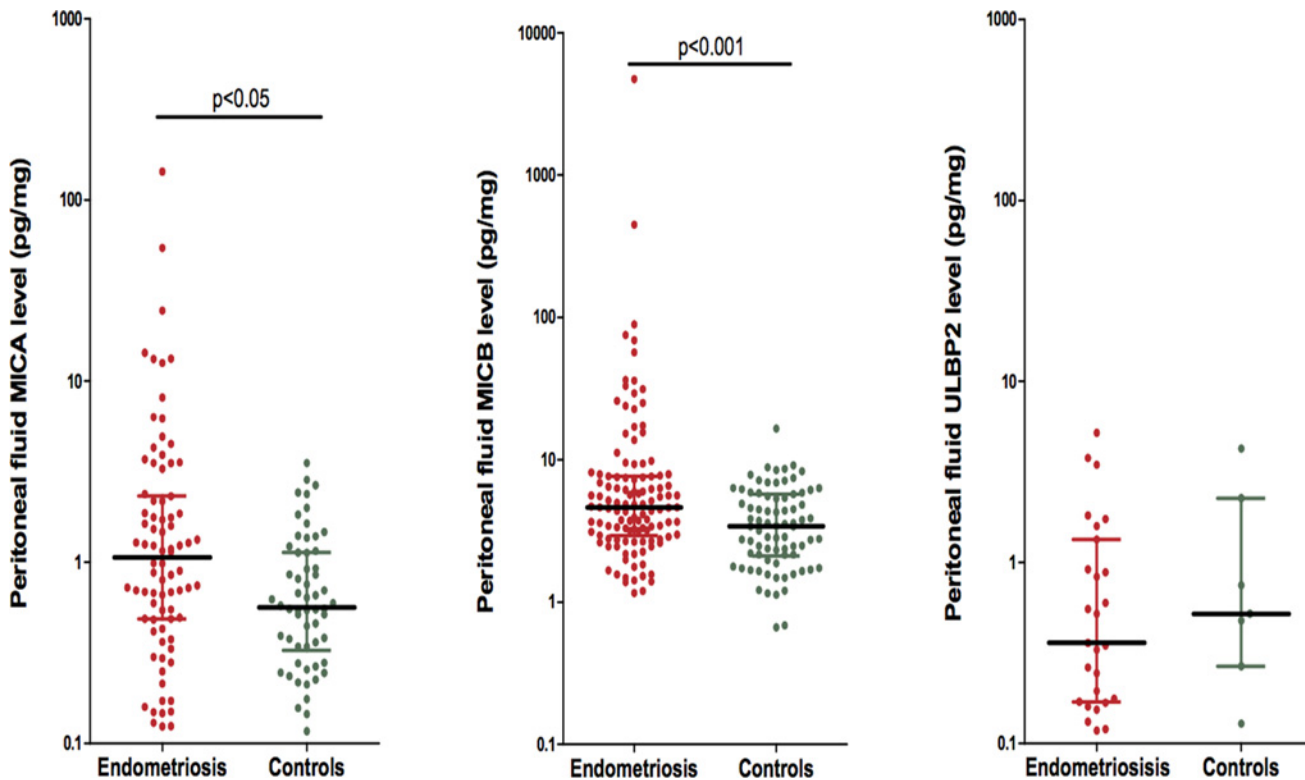 Peritoneal fluid MICA level (pg/mg)
1000
100
10
1
0.1
p<0.05
Endometriosis
Controls
Peritoneal fluid MICB level (pg/mg)
10000
1000
100
10
1
0.1
p<0.001
Endometriosis
Controls
Peritoneal fluid ULBP2 level (pg/mg)
1000
100
10
1
0.1
Endometriosisis
Controls